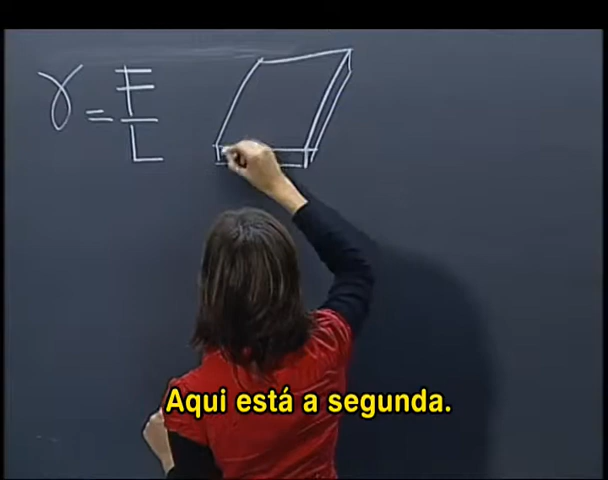 γ = F/L
Aqui está a segunda.